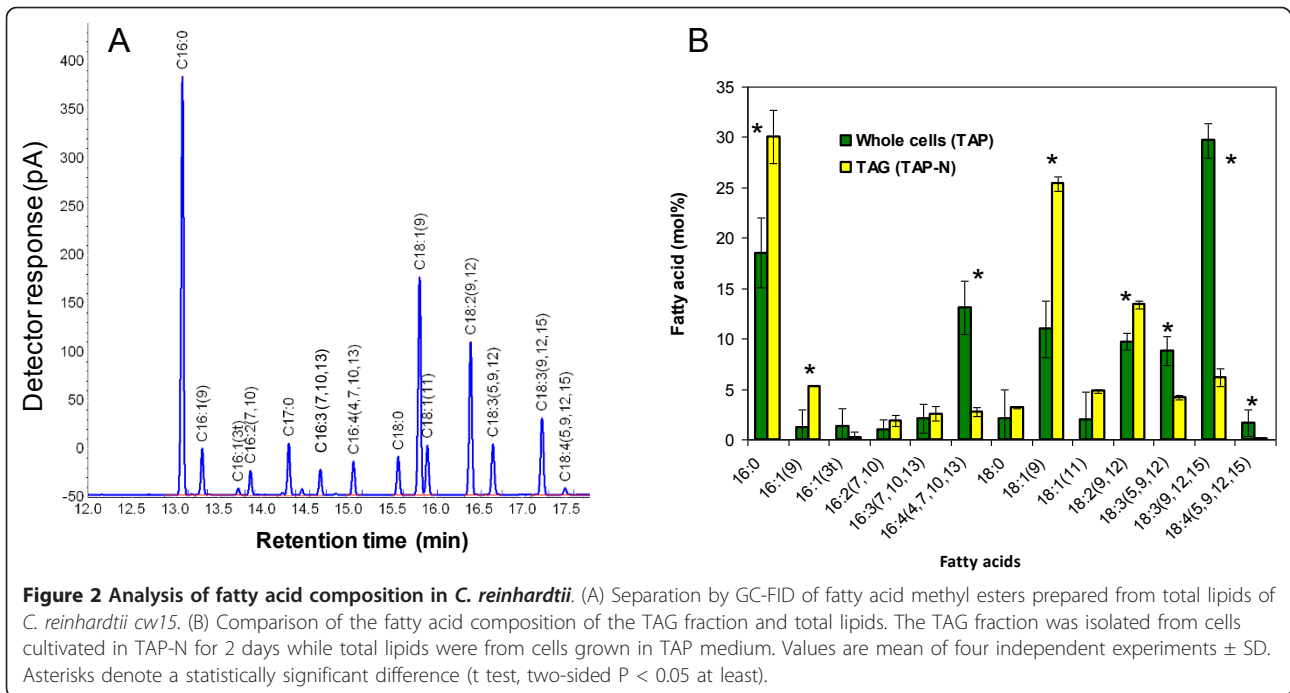 A
Detector response (pA)
400
350
300
250
200
150
100
50
0
-50
C16:0
C16:1(9)
C16:1(3t)
C16:2(7,10)
C17:0
C16:3(7,10,13)
C16:4(4,7,10,13)
C18:0
C18:1(9)
C18:1(11)
C18:2(9,12)
C18:3(5,9,12)
C18:3(9,12,15)
C18:4(5,9,12,15)
12.0 12.5 13.0 13.5 14.0 14.5 15.0 15.5 16.0 16.5 17.0 17.5
Retention time (min)
B
Fatty acid (mol%)
35
30
25
20
15
10
5
0
Whole cells (TAP)
TAG (TAP-N)
*
*
*
*
*
*
*
*
16:0
16:1(9)
16:1(3t)
16:2(7,10)
16:3(7,10,13)
16:4(4,7,10,13)
18:0
18:1(9)
18:1(11)
18:2(9,12)
18:3(5,9,12)
18:3(9,12,15)
18:4(5,9,12,15)
Fatty acids
Figure 2 Analysis of fatty acid composition in C. reinhardtii. (A) Separation by GC-FID of fatty acid methyl esters prepared from total lipids of
C. reinhardtii cw15. (B) Comparison of the fatty acid composition of the TAG fraction and total lipids. The TAG fraction was isolated from cells
cultivated in TAP-N for 2 days while total lipids were from cells grown in TAP medium. Values are mean of four independent experiments ± SD.
Asterisks denote a statistically significant difference (t test, two-sided P < 0.05 at least).